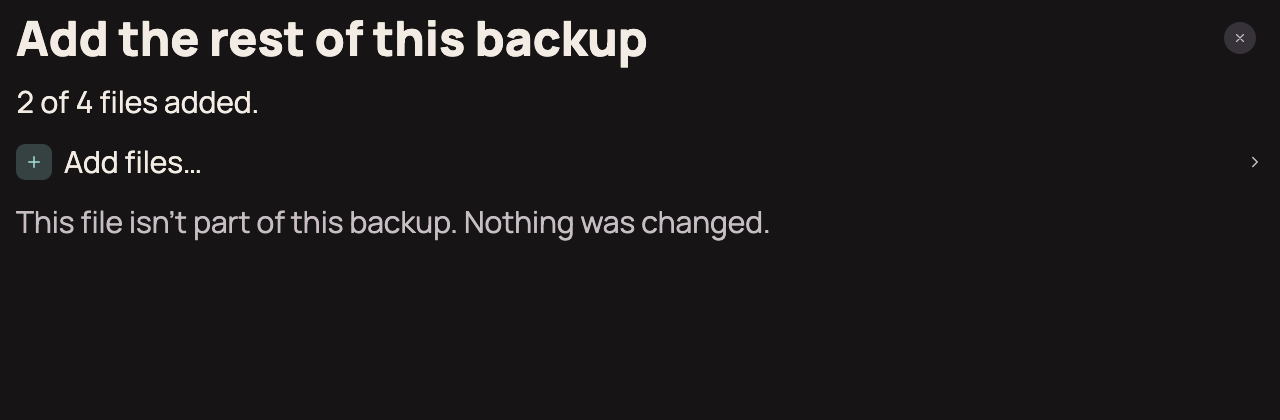 Add the rest of this backup
2 of 4 files added.
Add files…
This file isn’t part of this backup. Nothing was changed.